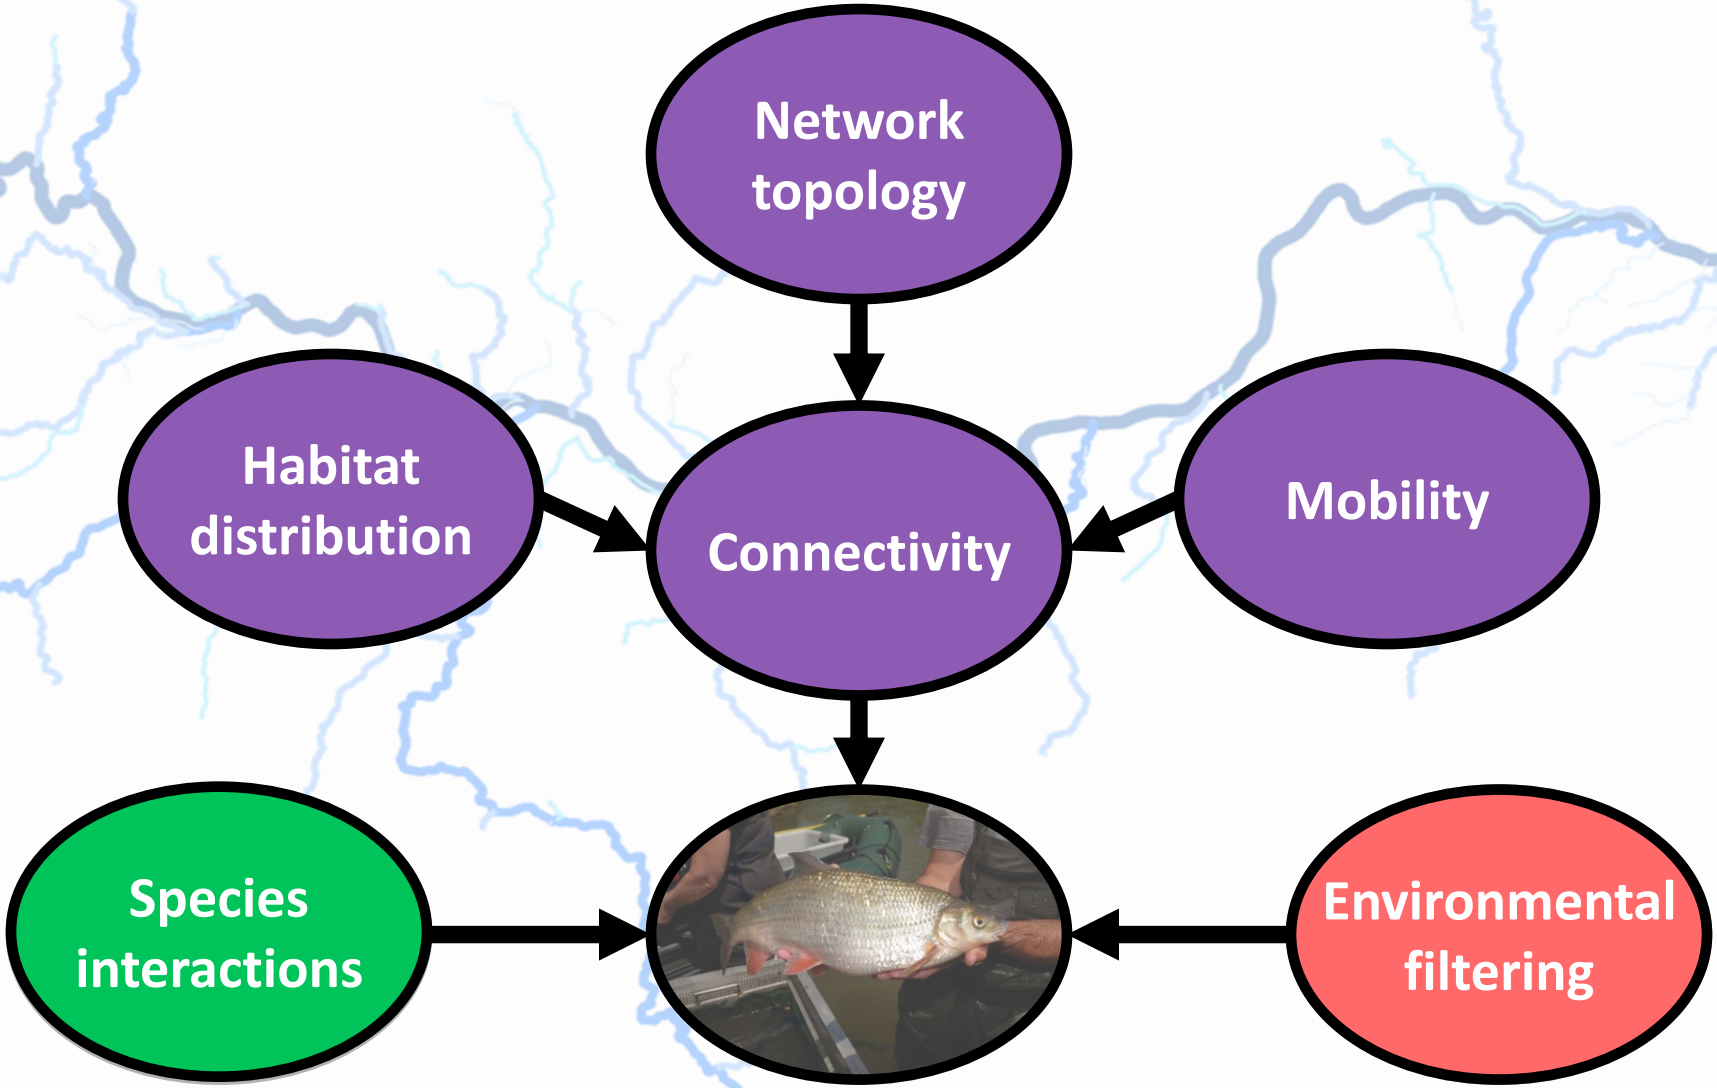 Network
topology
Habitat
distribution
Connectivity
Mobility
Species
interactions
Environmental
filtering